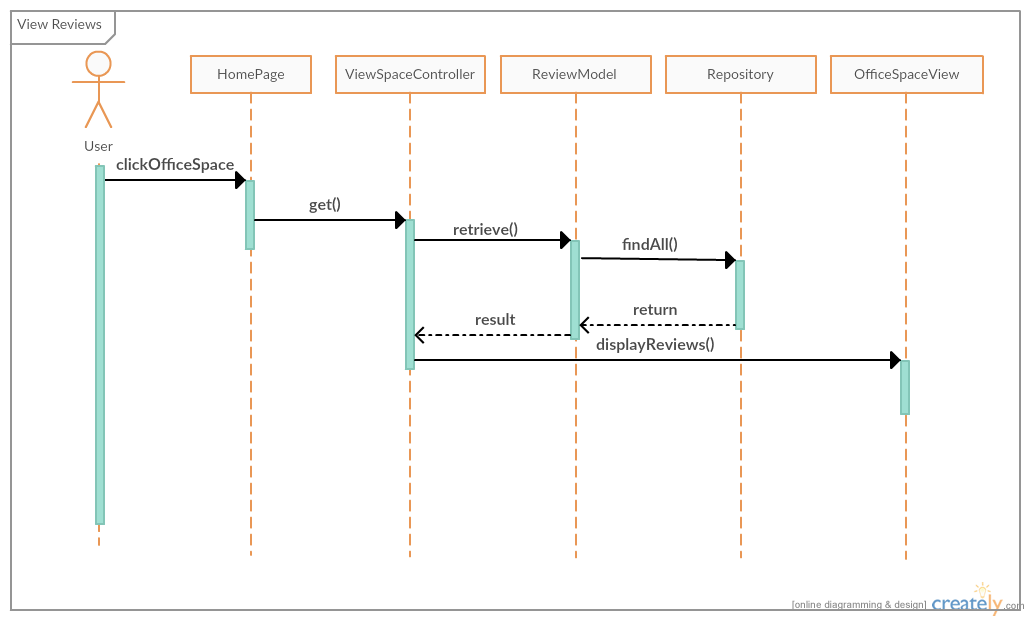 View Reviews
HomePage
ViewSpaceController
ReviewModel
Repository
OfficeSpaceView
User
clickOfficeSpace
get()
retrieve()
findAll()
return
result
displayReviews()
[online diagramming & design] creately.com